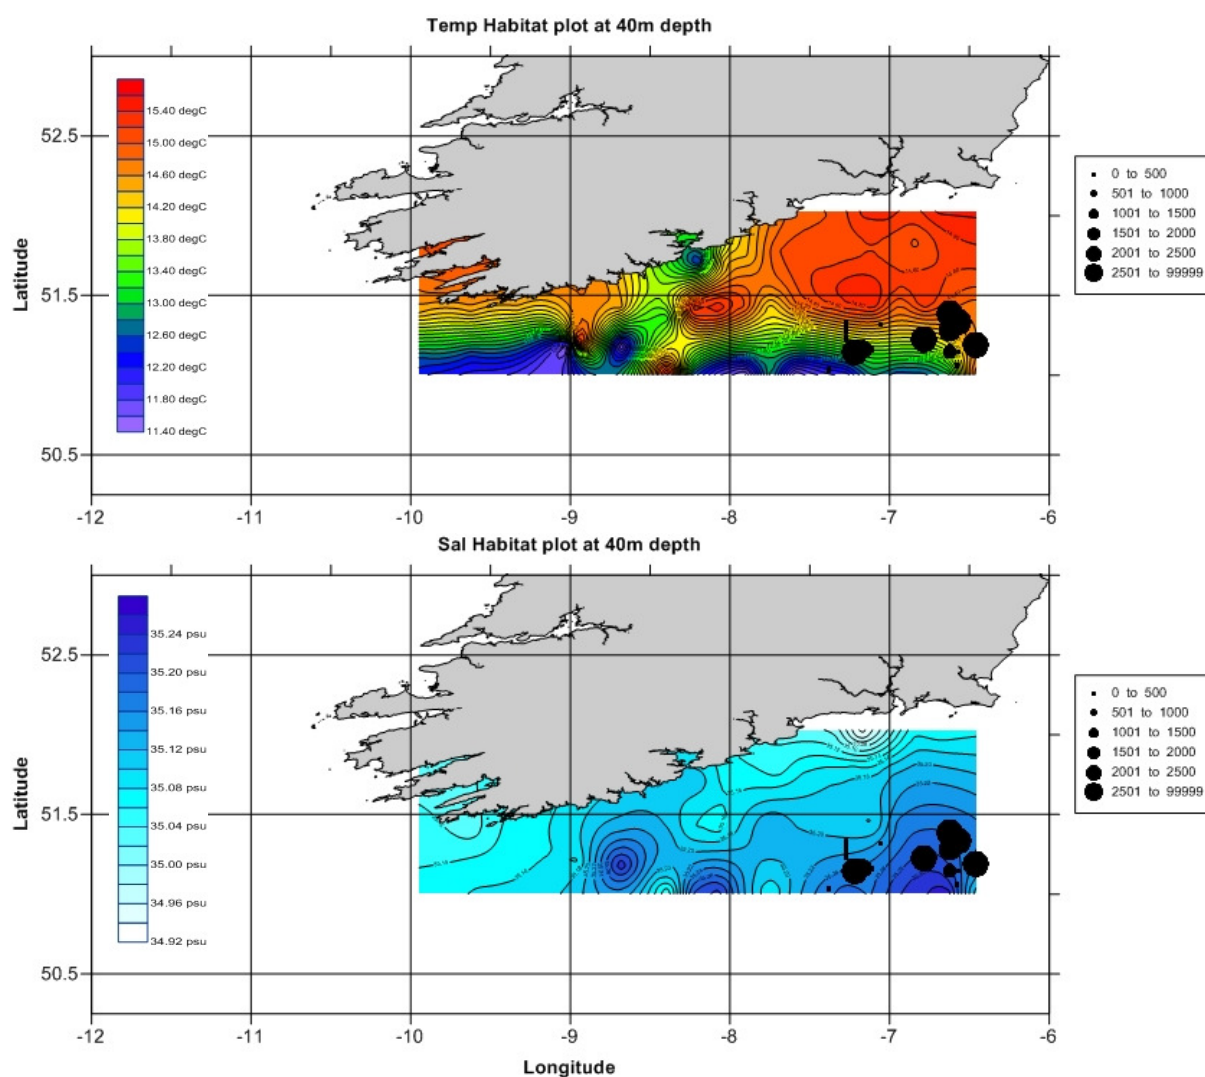 Temp Habitat plot at 40m depth
52.5
51.5
50.5
Latitude
15.40 degC
15.00 degC
14.60 degC
14.20 degC
13.80 degC
13.40 degC
13.00 degC
12.60 degC
12.20 degC
11.80 degC
11.40 degC
0 to 500
501 to 1000
1001 to 1500
1501 to 2000
2001 to 2500
2501 to 99999
-12 -11 -10 -9 -8 -7 -6
Sal Habitat plot at 40m depth
52.5
51.5
50.5
Latitude
35.24 psu
35.20 psu
35.16 psu
35.12 psu
35.08 psu
35.04 psu
35.00 psu
34.96 psu
34.92 psu
0 to 500
501 to 1000
1001 to 1500
1501 to 2000
2001 to 2500
2501 to 99999
-12 -11 -10 -9 -8 -7 -6
Longitude